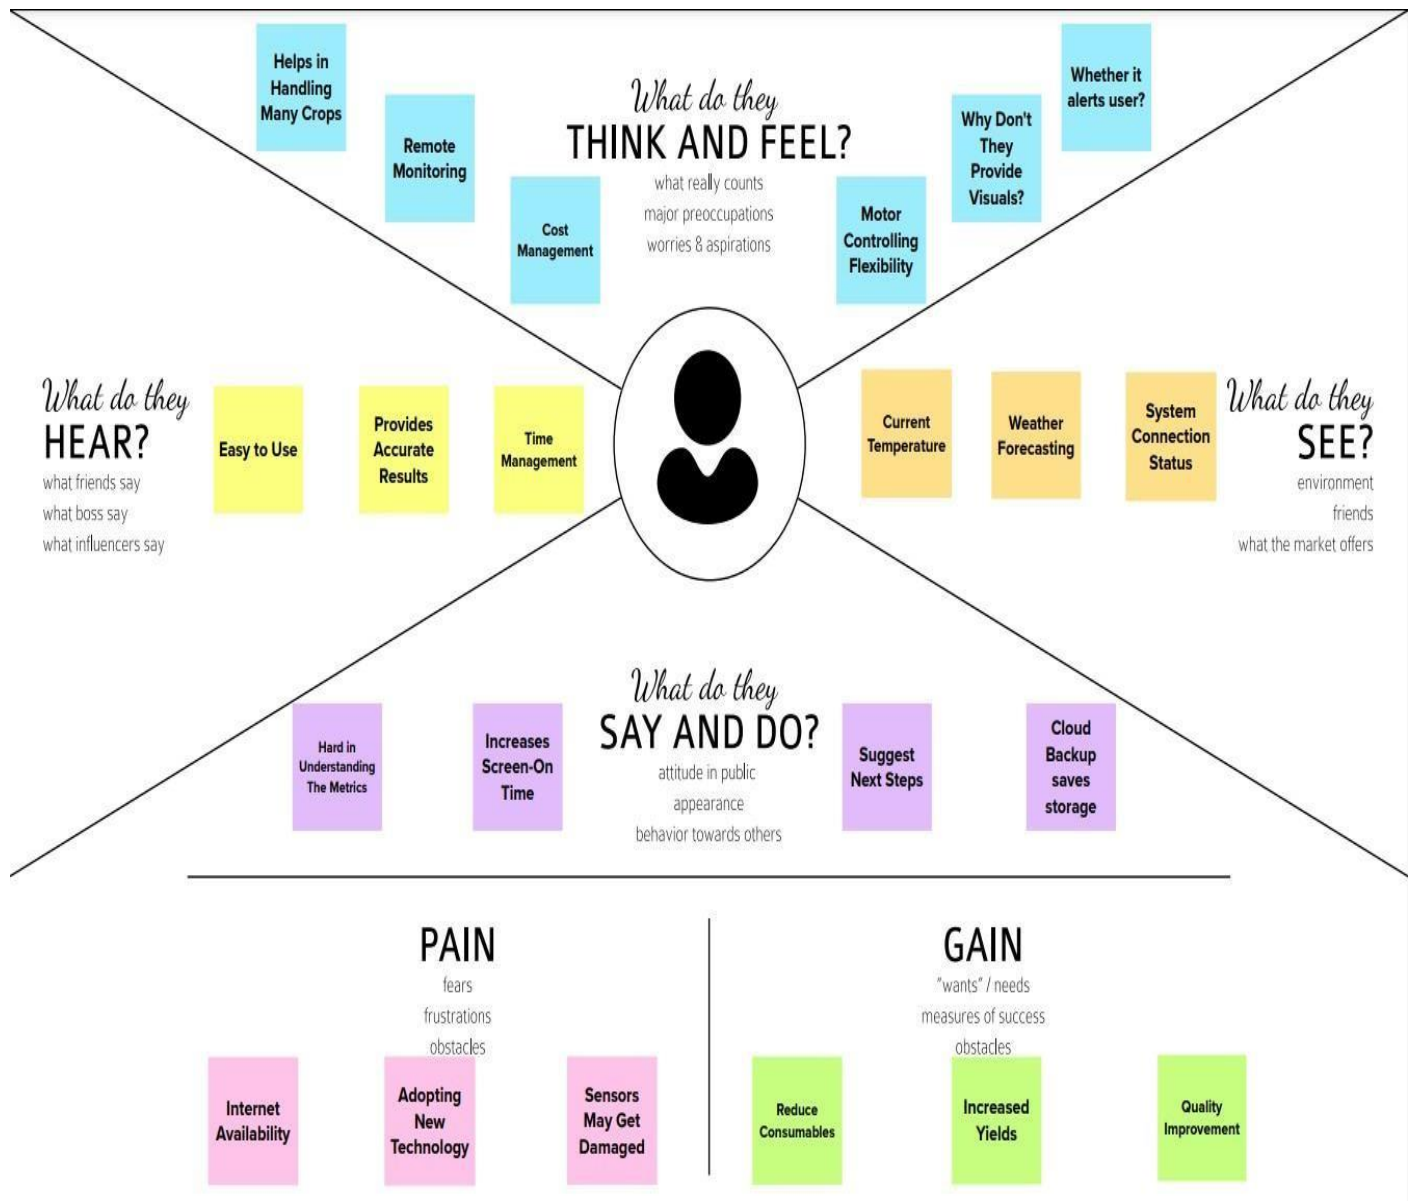 Helps in
Handling
Many Crops
Remote
Monitoring
Cost
Management
What do they
THINK AND FEEL?
what really counts
major preoccupations
worries & aspirations
Motor
Controlling
Flexibility
Why Don't
They
Provide
Visuals?
Whether it
alerts user?
What do they
HEAR?
what friends say
what boss say
what influencers say
Easy to Use
Provides
Accurate
Results
Time
Management
Current
Temperature
Weather
Forecasting
System
Connection
Status
What do they
SEE?
environment
friends
what the market offers
What do they
SAY AND DO?
attitude in public
appearance
behavior towards others
Hard in
Understanding
The Metrics
Increases
Screen-On
Time
Suggest
Next Steps
Cloud
Backup
saves
storage
PAIN
fears
frustrations
obstacles
Internet
Availability
Adopting
New
Technology
Sensors
May Get
Damaged
GAIN
"wants" / needs
measures of success
obstacles
Reduce
Consumables
Increased
Yields
Quality
Improvement